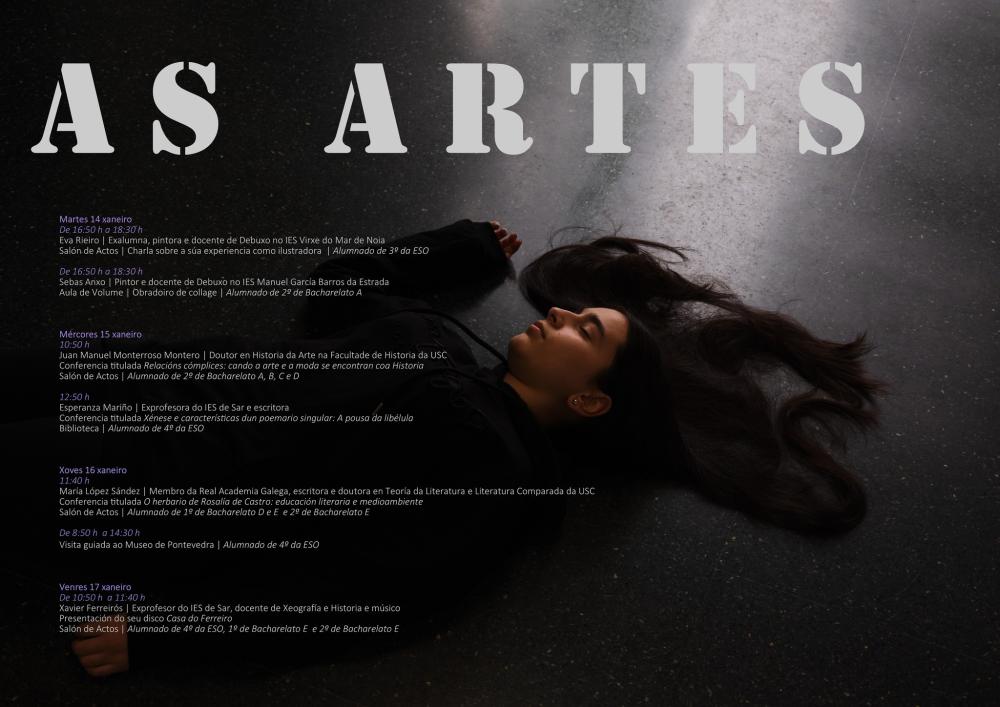 AS ARTES
Martes 14 xaneiro
De 16:50 h a 18:30 h
Eva Rieiro | Exalumna, pintora e docente de Debuxo no IES Virxe do Mar de Noia
Salón de Actos | Charla sobre a súa experiencia como ilustradora | Alumnado de 3º da ESO
De 16:50 h a 18:30 h
Sebas Anxo | Pintor e docente de Debuxo no IES Manuel García Barros da Estrada
Aula de Volume | Obradoiro de collage | Alumnado de 2º de Bacharelato A
Mércores 15 xaneiro
10:50 h
Juan Manuel Monterroso Montero | Doutor en Historia da Arte na Facultade de Historia da USC
Conferencia titulada Relacións cómplices: cando a arte e a moda se encontran coa Historia
Salón de Actos | Alumnado de 2º de Bacharelato A, B, C e D
12:50 h
Esperanza Mariño | Exprofesora do IES de Sar e escritora
Conferencia titulada Xénese e características dun poemario singular: A pousa da libélula
Biblioteca | Alumnado de 4º da ESO
Xoves 16 xaneiro
11:40 h
María López Sández | Membro da Real Academia Galega, escritora e doutora en Teoría da Literatura e Literatura Comparada da USC
Conferencia titulada O herbario de Rosalía de Castro: educación literaria e medioambiente
Salón de Actos | Alumnado de 1º de Bacharelato D e E e 2º de Bacharelato E
De 8:50 h a 14:30 h
Visita guiada ao Museo de Pontevedra | Alumnado de 4º da ESO
Venres 17 xaneiro
De 10:50 h a 11:40 h
Xavier Ferreirós | Exprofesor do IES de Sar, docente de Xeografía e Historia e músico
Presentación do seu disco Casa do Ferreiro
Salón de Actos | Alumnado de 4º da ESO, 1º de Bacharelato E e 2º de Bacharelato E